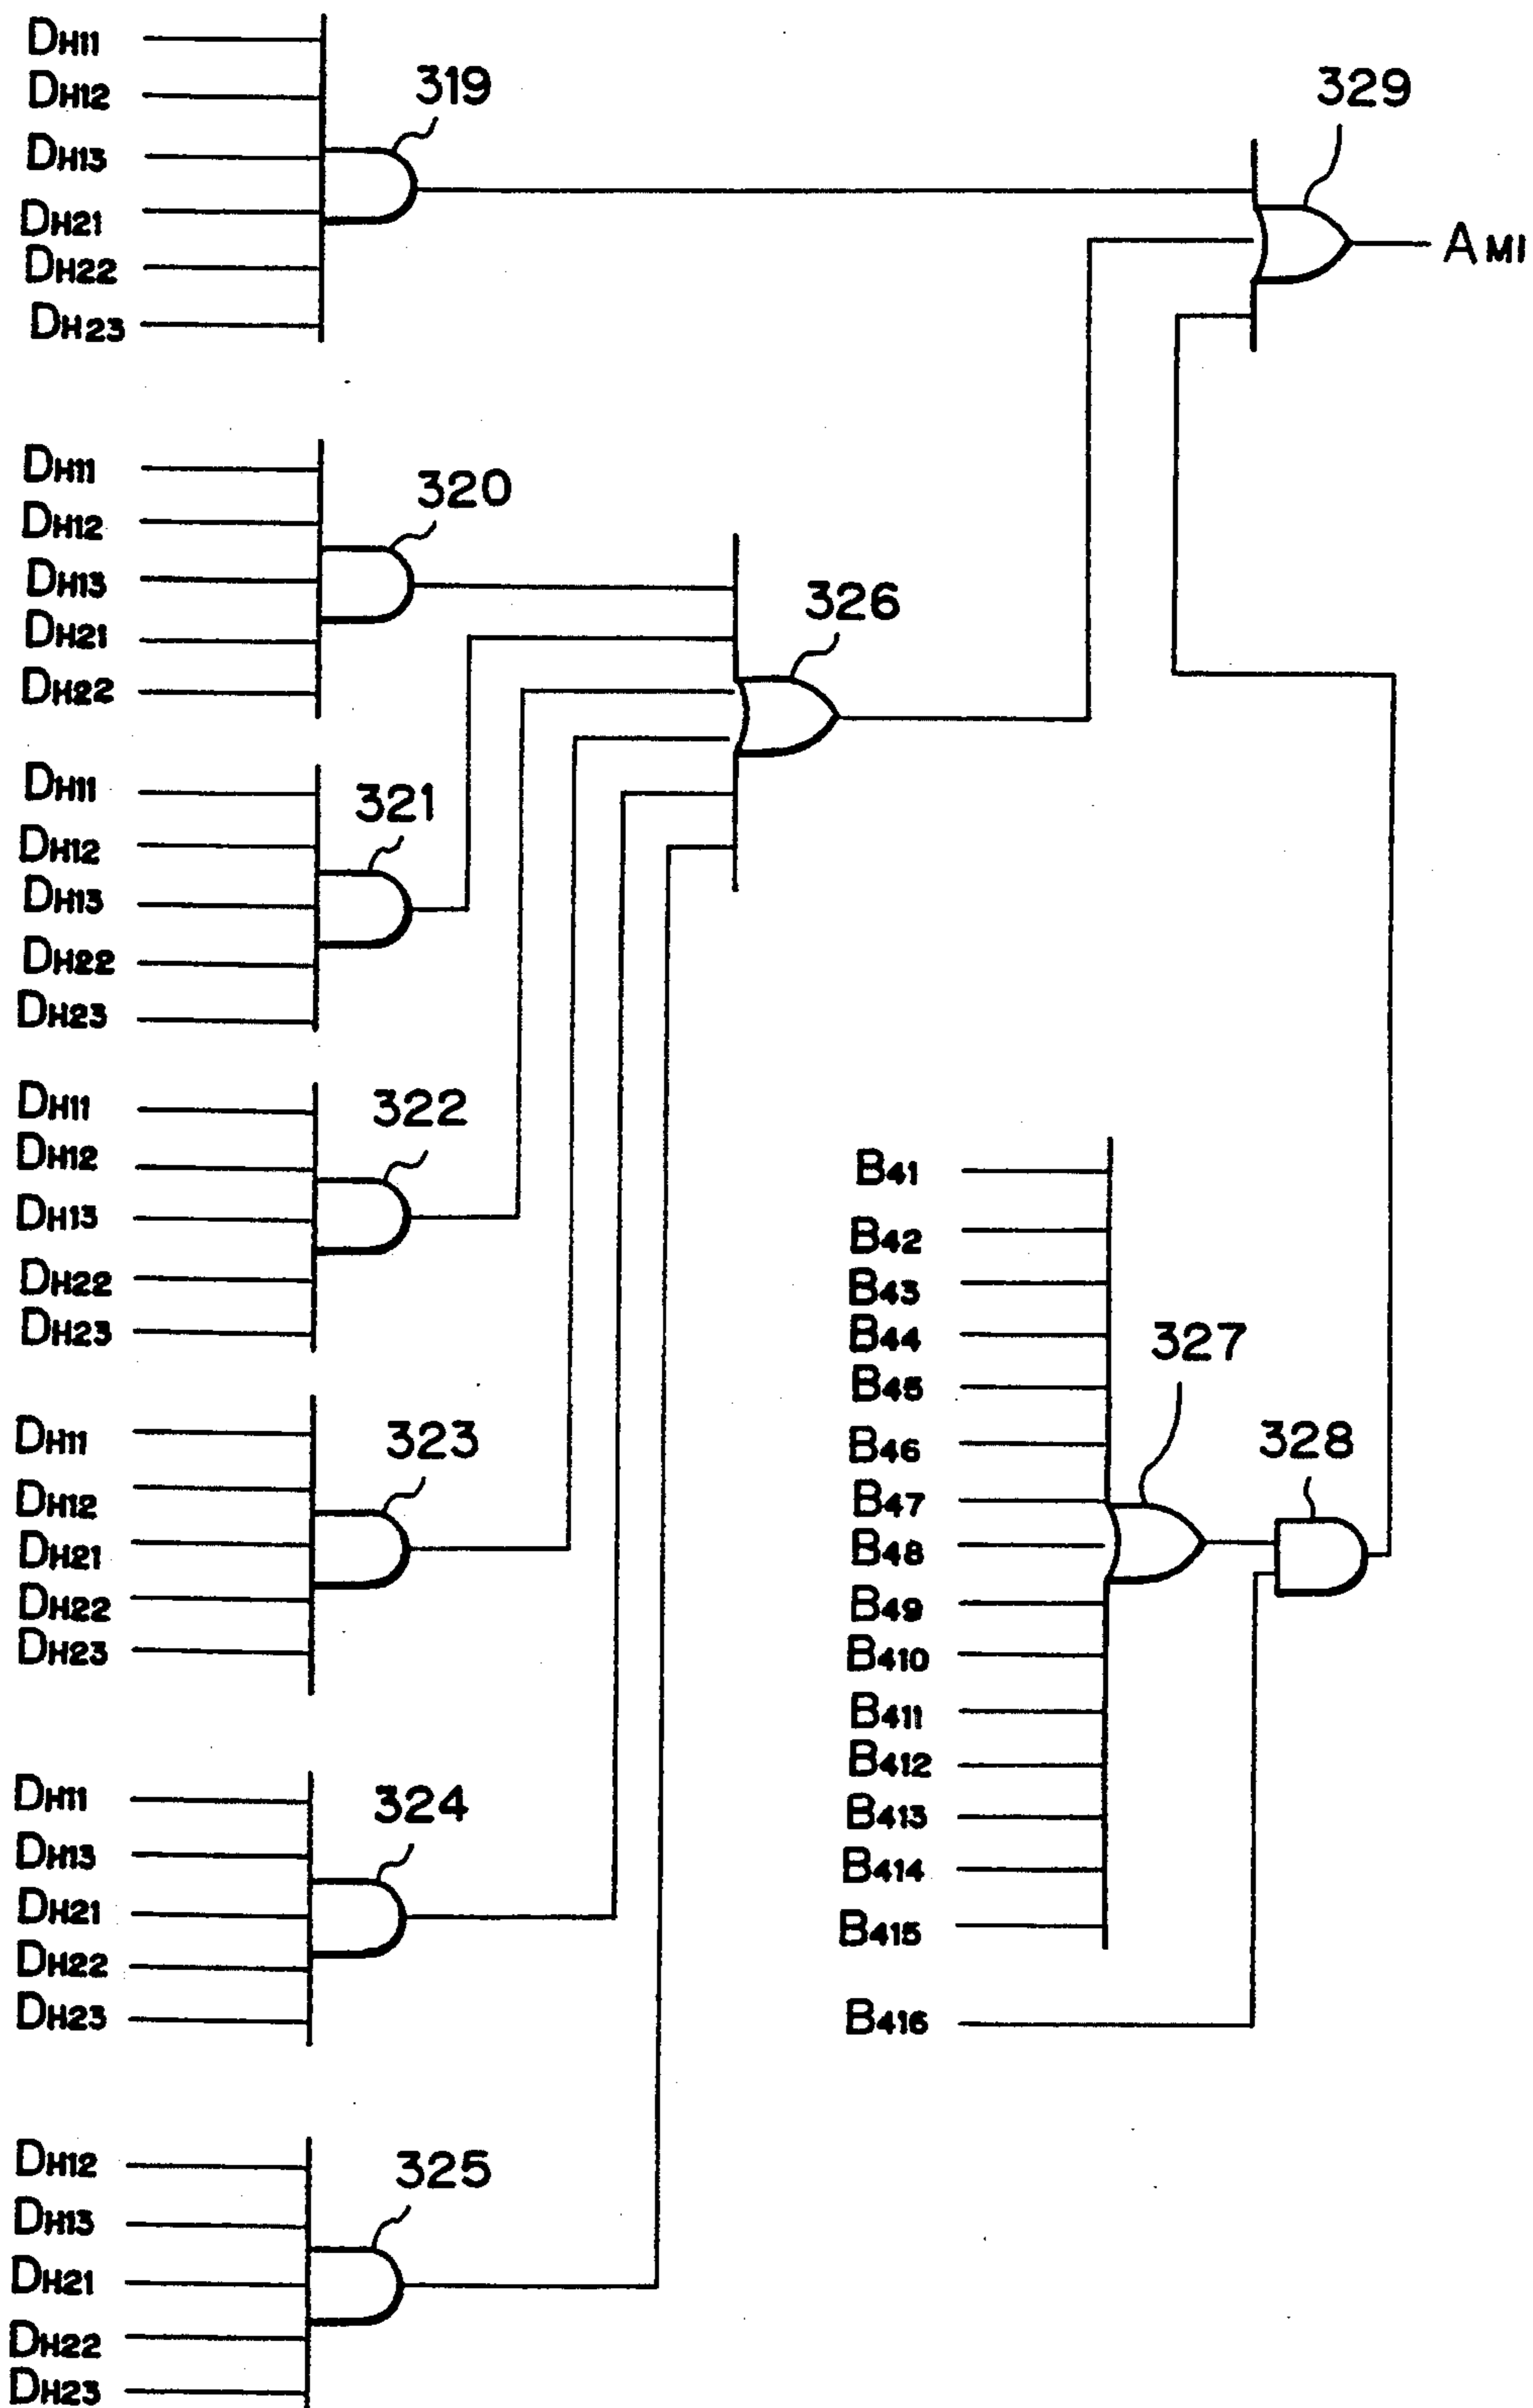 DH11
DH12
DH13
DH21
DH22
DH23
319
329
AM1
DH11
DH12
DH13
DH21
DH22
320
326
DH11
DH12
DH13
DH22
DH23
321
DH11
DH12
DH13
DH22
DH23
322
DH11
DH12
DH21
DH22
DH23
323
DH11
DH13
DH21
DH22
DH23
324
DH12
DH13
DH21
DH22
DH23
325
B41
B42
B43
B44
B45
B46
B47
B48
B49
B410
B411
B412
B413
B414
B415
B416
327
328